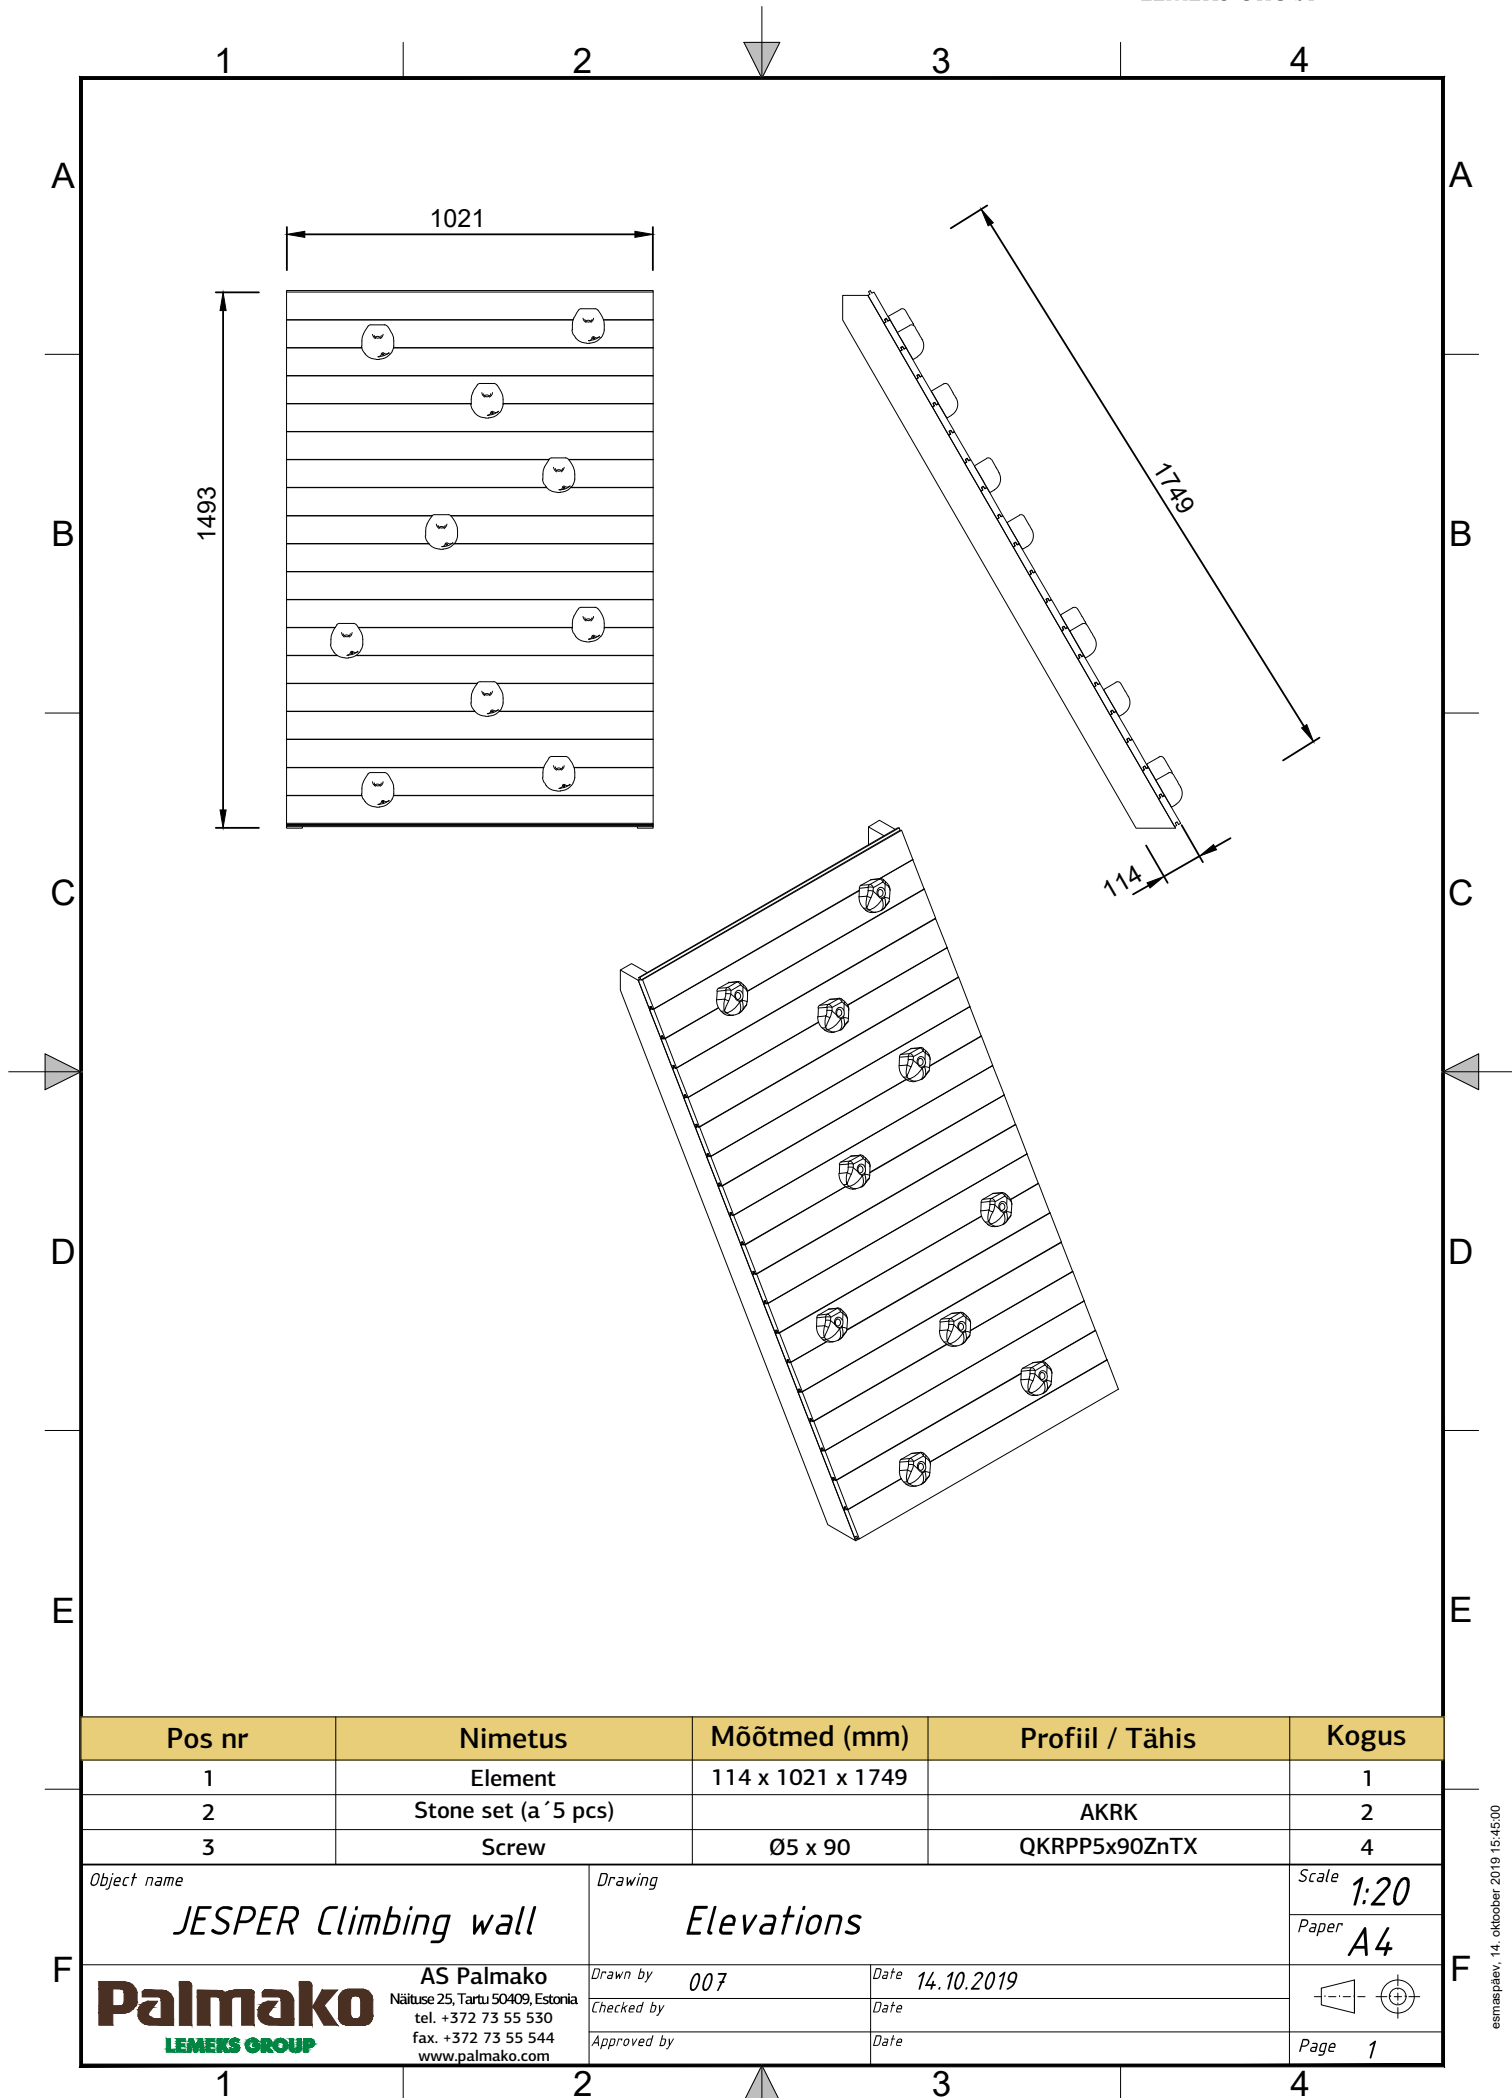 1 2 3 4
A A
1021
1749
1493
B B
114
C C
D D
E E
Pos nr Nimetus Mõõtmed (mm) Profiil / Tähis Kogus
1 Element 114 x 1021 x 1749 1
2 Stone set (a´5 pcs) AKRK 2
3 Screw Ø5 x 90 QKRPP5x90ZnTX 4
Object name Drawing Scale 1:20
JESPER Climbing wall Elevations
Paper A4
F F
Palmako
LEMEKS GROUP
AS Palmako
Näituse 25, Tartu 50409, Estonia
tel. +372 73 55 530
fax. +372 73 55 544
www.palmako.com
Drawn by 007 Date 14.10.2019
Checked by Date
Approved by Date
Page 1
1 2 3 4
esmaspäev, 14. oktoober 2019 15:45:00